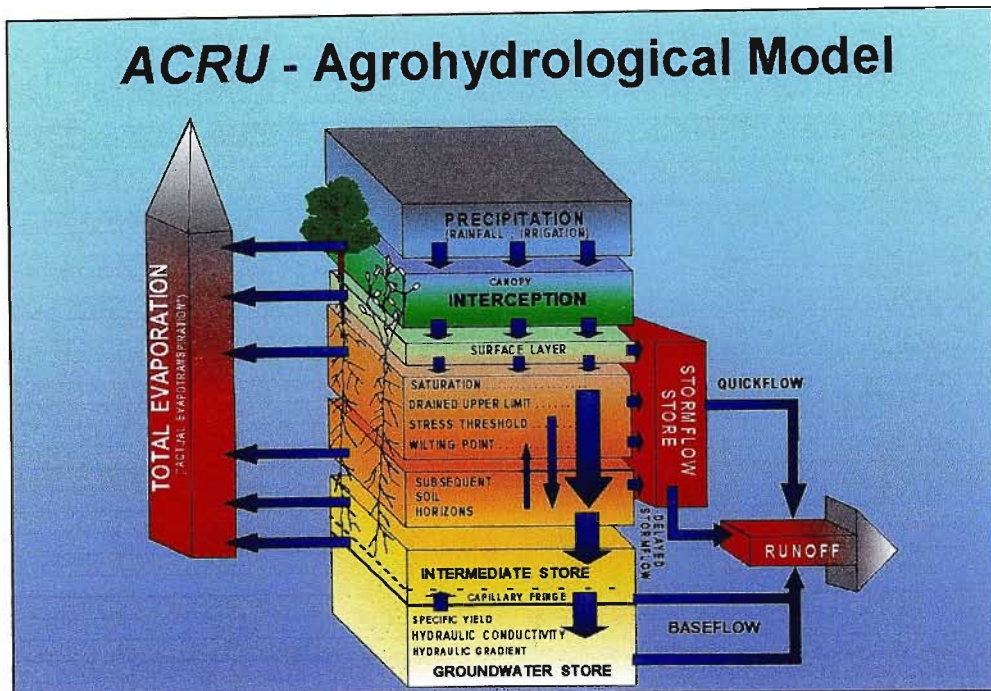 ACRU - Agrohydrological Model
PRECIPITATION
(RAINFALL , IRRIGATION)
CANOPY
INTERCEPTION
SURFACE LAYER
SATURATION
DRAINED UPPER LIMIT
STRESS THRESHOLD
WILTING POINT
SUBSEQUENT
SOIL
HORIZONS
INTERMEDIATE STORE
CAPILLARY FRINGE
SPECIFIC YIELD
HYDRAULIC CONDUCTIVITY
HYDRAULIC GRADIENT
GROUNDWATER STORE
TOTAL EVAPORATION
("ACTUAL EVAPOTRANSPIRATION")
STORMFLOW
STORE
QUICKFLOW
DELAYED
STORMFLOW
RUNOFF
BASEFLOW